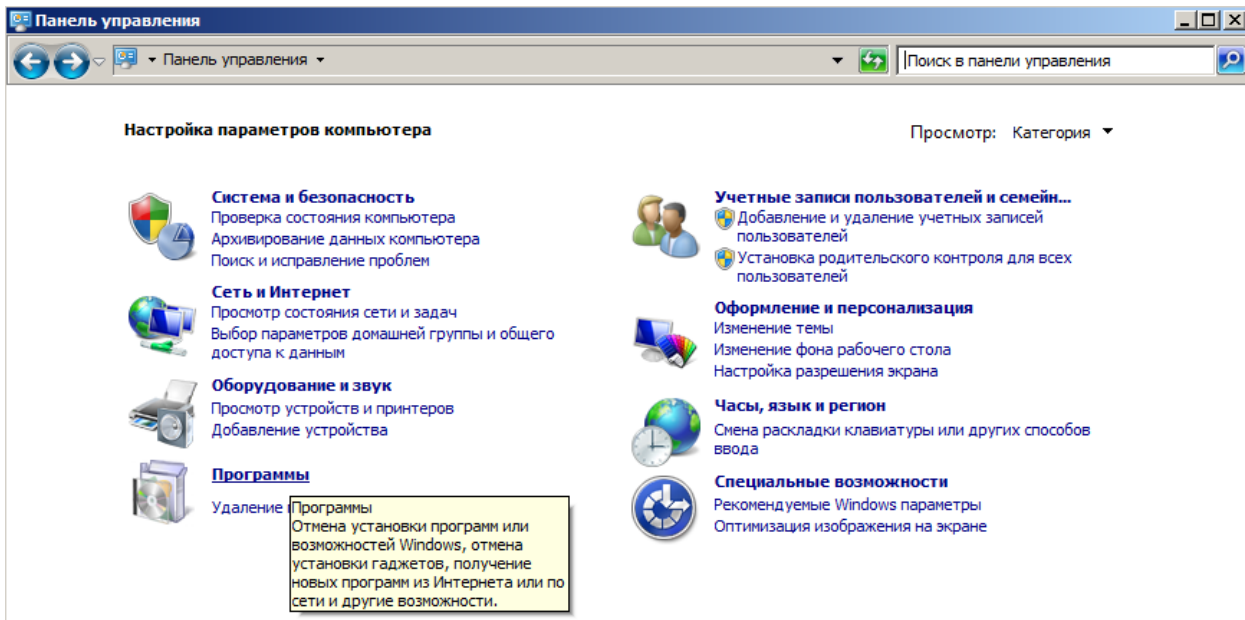 Панель управления
Панель управления
Поиск в панели управления
Настройка параметров компьютера
Просмотр: Категория
Система и безопасность
Проверка состояния компьютера
Архивирование данных компьютера
Поиск и исправление проблем
Сеть и Интернет
Просмотр состояния сети и задач
Выбор параметров домашней группы и общего
доступа к данным
Оборудование и звук
Просмотр устройств и принтеров
Добавление устройства
Программы
Удаление
Программы
Отмена установки программ или
возможностей Windows, отмена
установки гаджетов, получение
новых программ из Интернета или по
сети и другие возможности.
Учетные записи пользователей и семейн...
Добавление и удаление учетных записей
пользователей
Установка родительского контроля для всех
пользователей
Оформление и персонализация
Изменение темы
Изменение фона рабочего стола
Настройка разрешения экрана
Часы, язык и регион
Смена раскладки клавиатуры или других способов
ввода
Специальные возможности
Рекомендуемые Windows параметры
Оптимизация изображения на экране